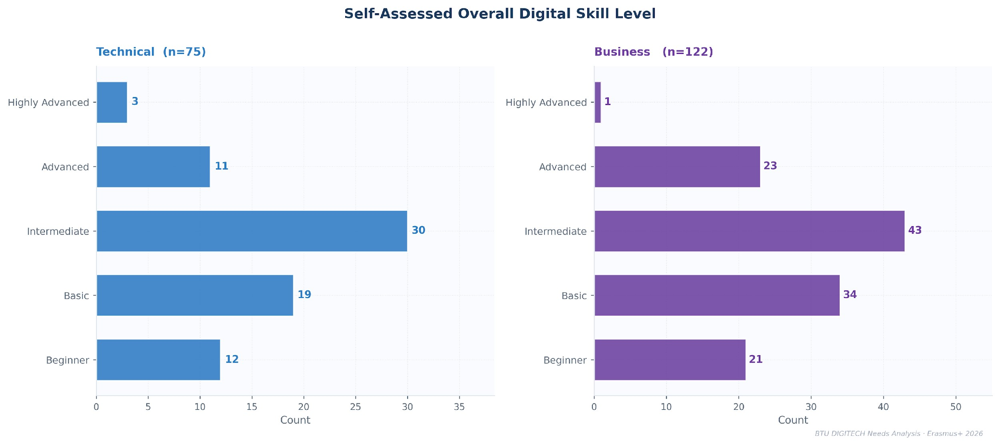 Self-Assessed Overall Digital Skill Level
Technical (n=75)
Highly Advanced
3
Advanced
11
Intermediate
30
Basic
19
Beginner
12
0 5 10 15 20 25 30 35
Count
Business (n=122)
Highly Advanced
1
Advanced
23
Intermediate
43
Basic
34
Beginner
21
0 10 20 30 40 50
Count
BTU DIGITECH Needs Analysis · Erasmus+ 2026